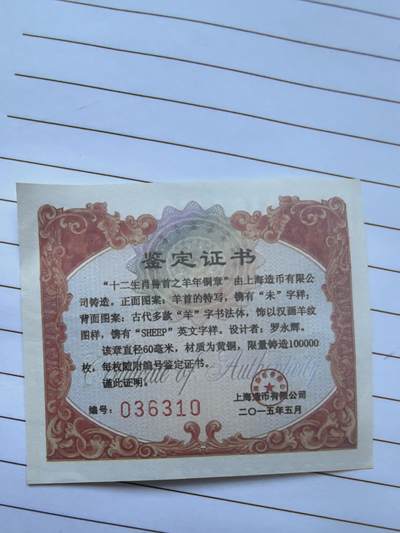 鉴定证书
“十二生肖兽首之羊年铜章”由上海造币有限公
司铸造。正面图案：羊首的特写，镌有“未”字样；
背面图案：古代多款“羊”字书法体，饰以汉画羊纹
图样，镌有“SHEEP”英文字样。设计者：罗永辉。
该章直径60毫米，材质为黄铜，限量铸造100000
枚，每枚随附编号鉴定证书。
谨此证明。
Certificate of Authenticity
编号：036310
上海造币有限公司
二〇一五年五月